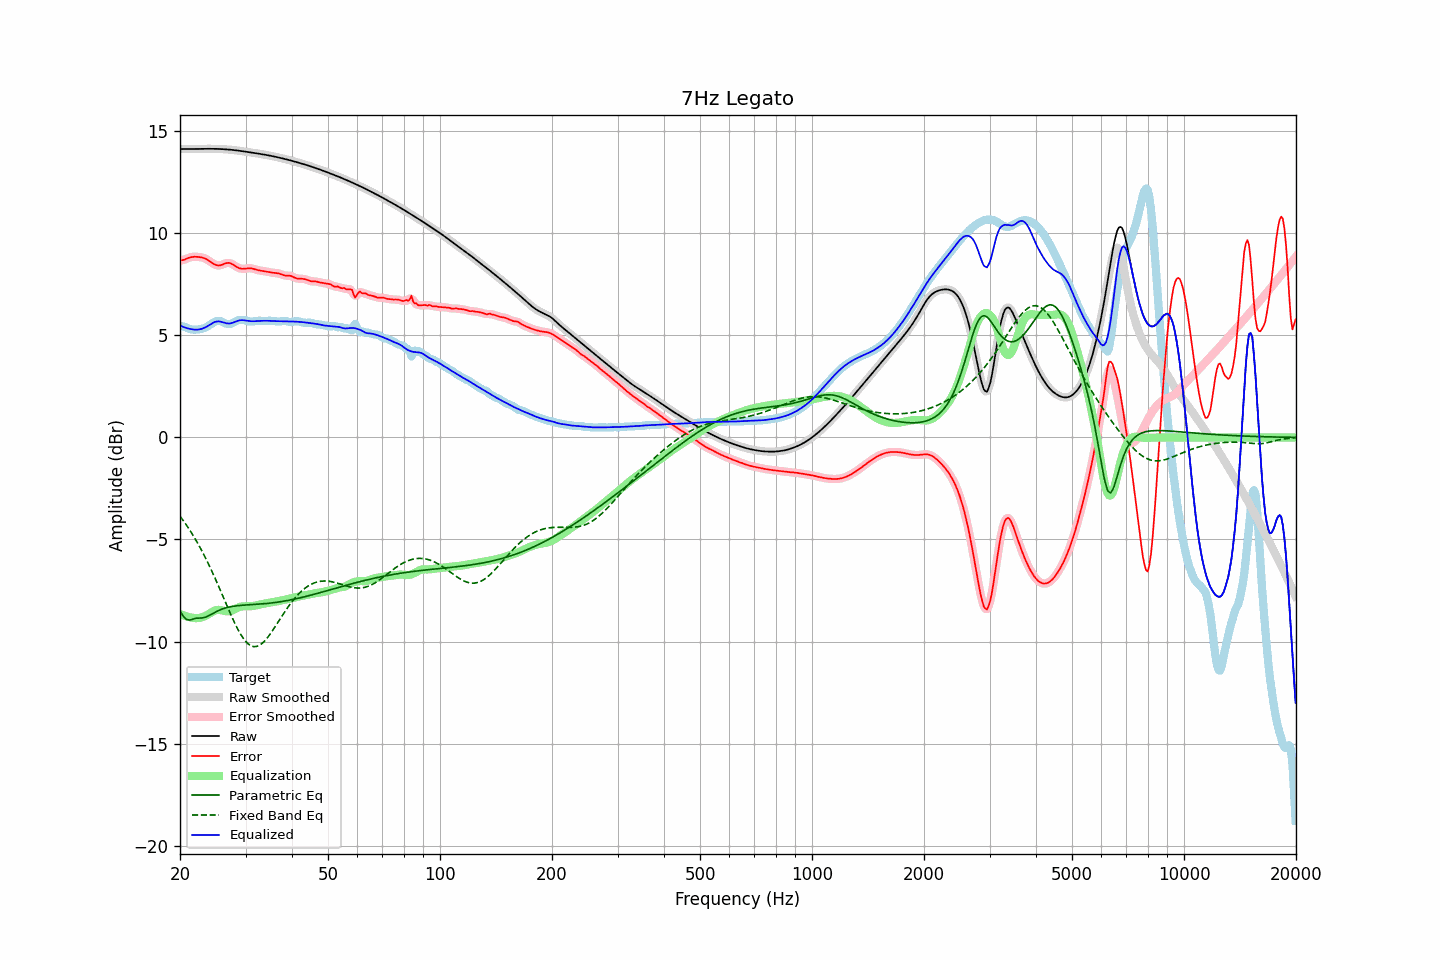 7Hz Legato
Amplitude (dBr)
15
10
5
0
−5
−10
−15
−20
Target
Raw Smoothed
Error Smoothed
Raw
Error
Equalization
Parametric Eq
Fixed Band Eq
Equalized
20 50 100 200 500 1000 2000 5000 10000 20000
Frequency (Hz)